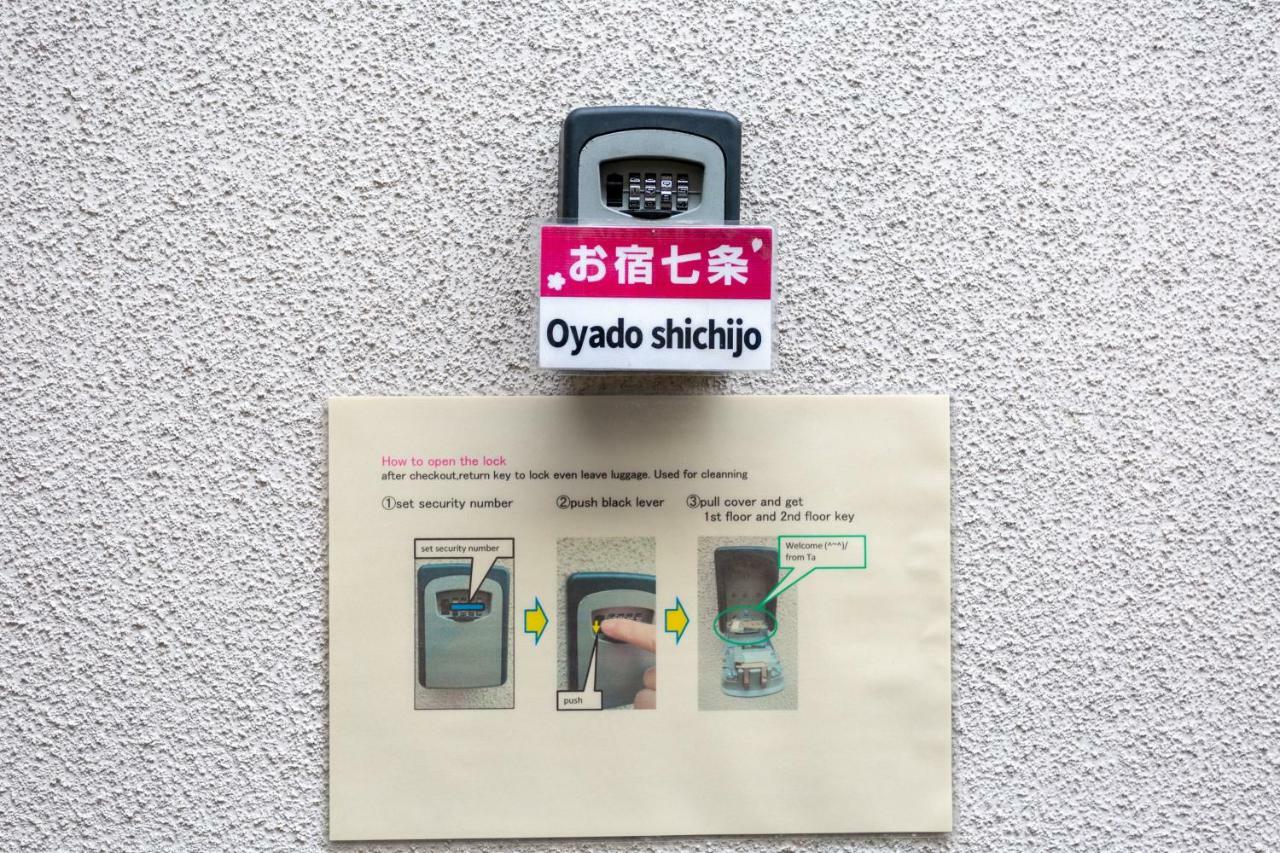 お宿七条
Oyado shichijo
How to open the lock
after checkout,return key to lock even leave luggage. Used for cleanning
①set security number
②push black lever
③pull cover and get
1st floor and 2nd floor key
set security number
Welcome (^~^)/
from Ta
push